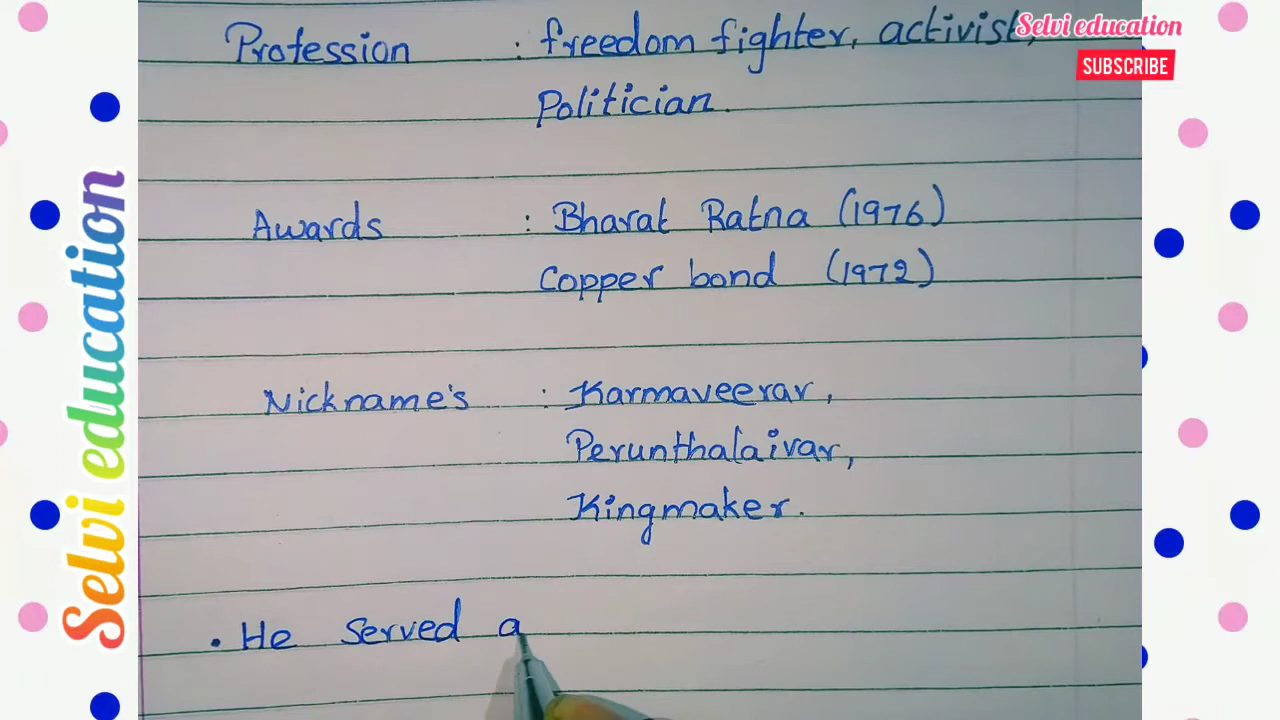 Selvi education
SUBSCRIBE
Selvi education
Profession : freedom fighter, activist,
Politician.
Awards : Bharat Ratna (1976)
Copper bond (1972)
Nickname's : Karmaveerar,
Perunthalaivar,
Kingmaker.
• He Served a